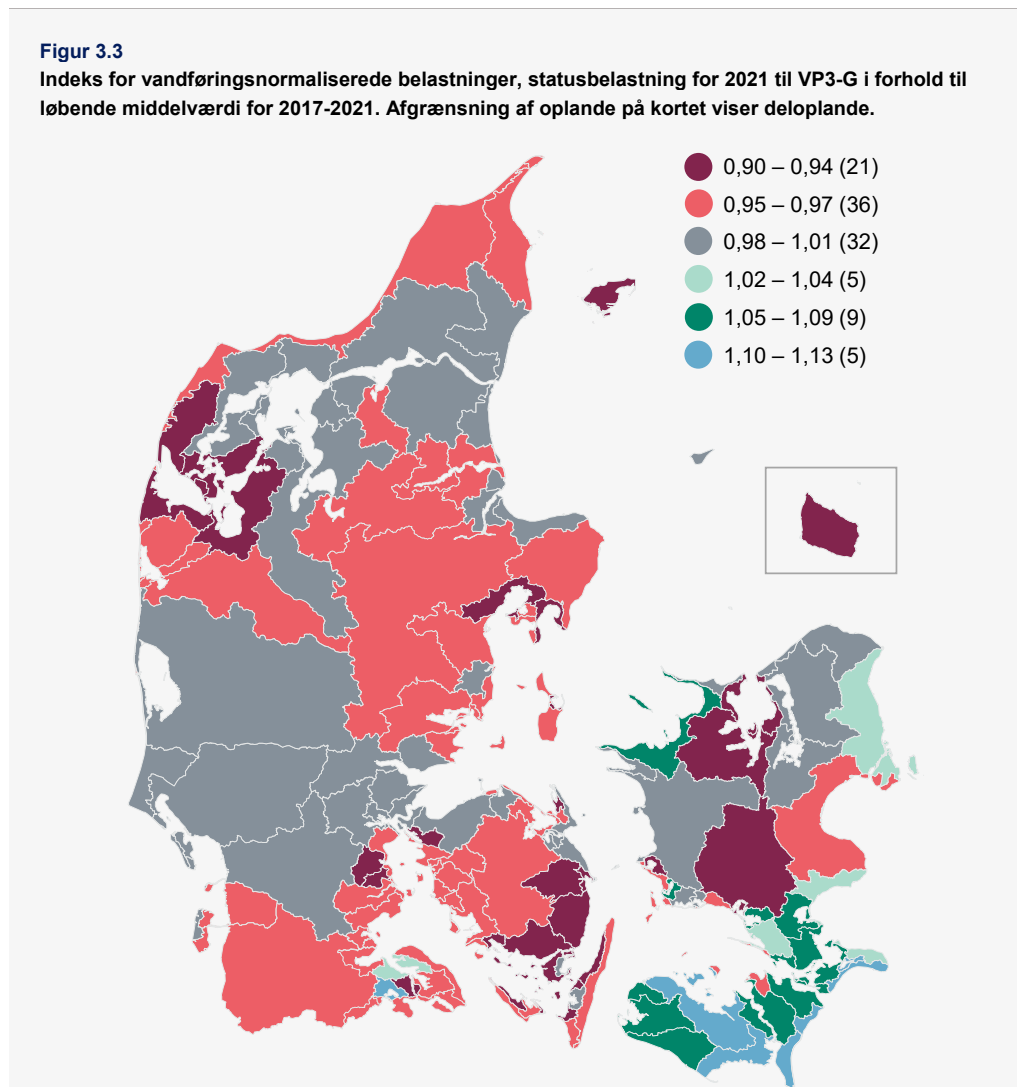 Figur 3.3
Indeks for vandføringsnormaliserede belastninger, statusbelastning for 2021 til VP3-G i forhold til
løbende middelværdi for 2017-2021. Afgrænsning af oplande på kortet viser deloplande.
0,90 – 0,94 (21)
0,95 – 0,97 (36)
0,98 – 1,01 (32)
1,02 – 1,04 (5)
1,05 – 1,09 (9)
1,10 – 1,13 (5)